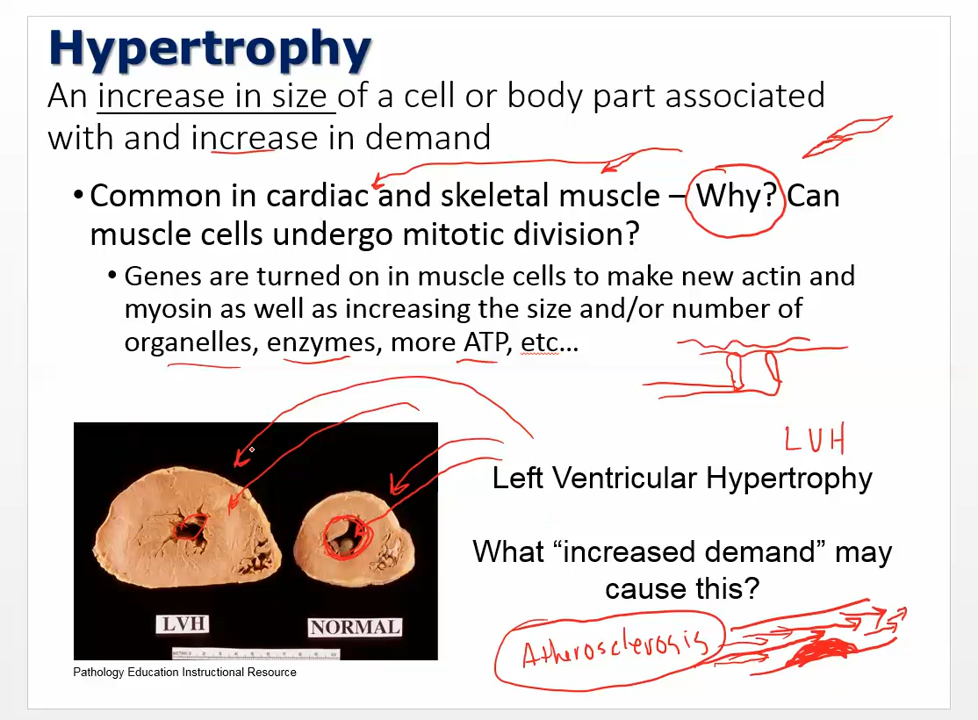 Hypertrophy
An increase in size of a cell or body part associated
with and increase in demand
• Common in cardiac and skeletal muscle – Why? Can
muscle cells undergo mitotic division?
• Genes are turned on in muscle cells to make new actin and
myosin as well as increasing the size and/or number of
organelles, enzymes, more ATP, etc…
LVH
Left Ventricular Hypertrophy
What “increased demand” may
cause this?
Atherosclerosis
LVH
NORMAL
Pathology Education Instructional Resource